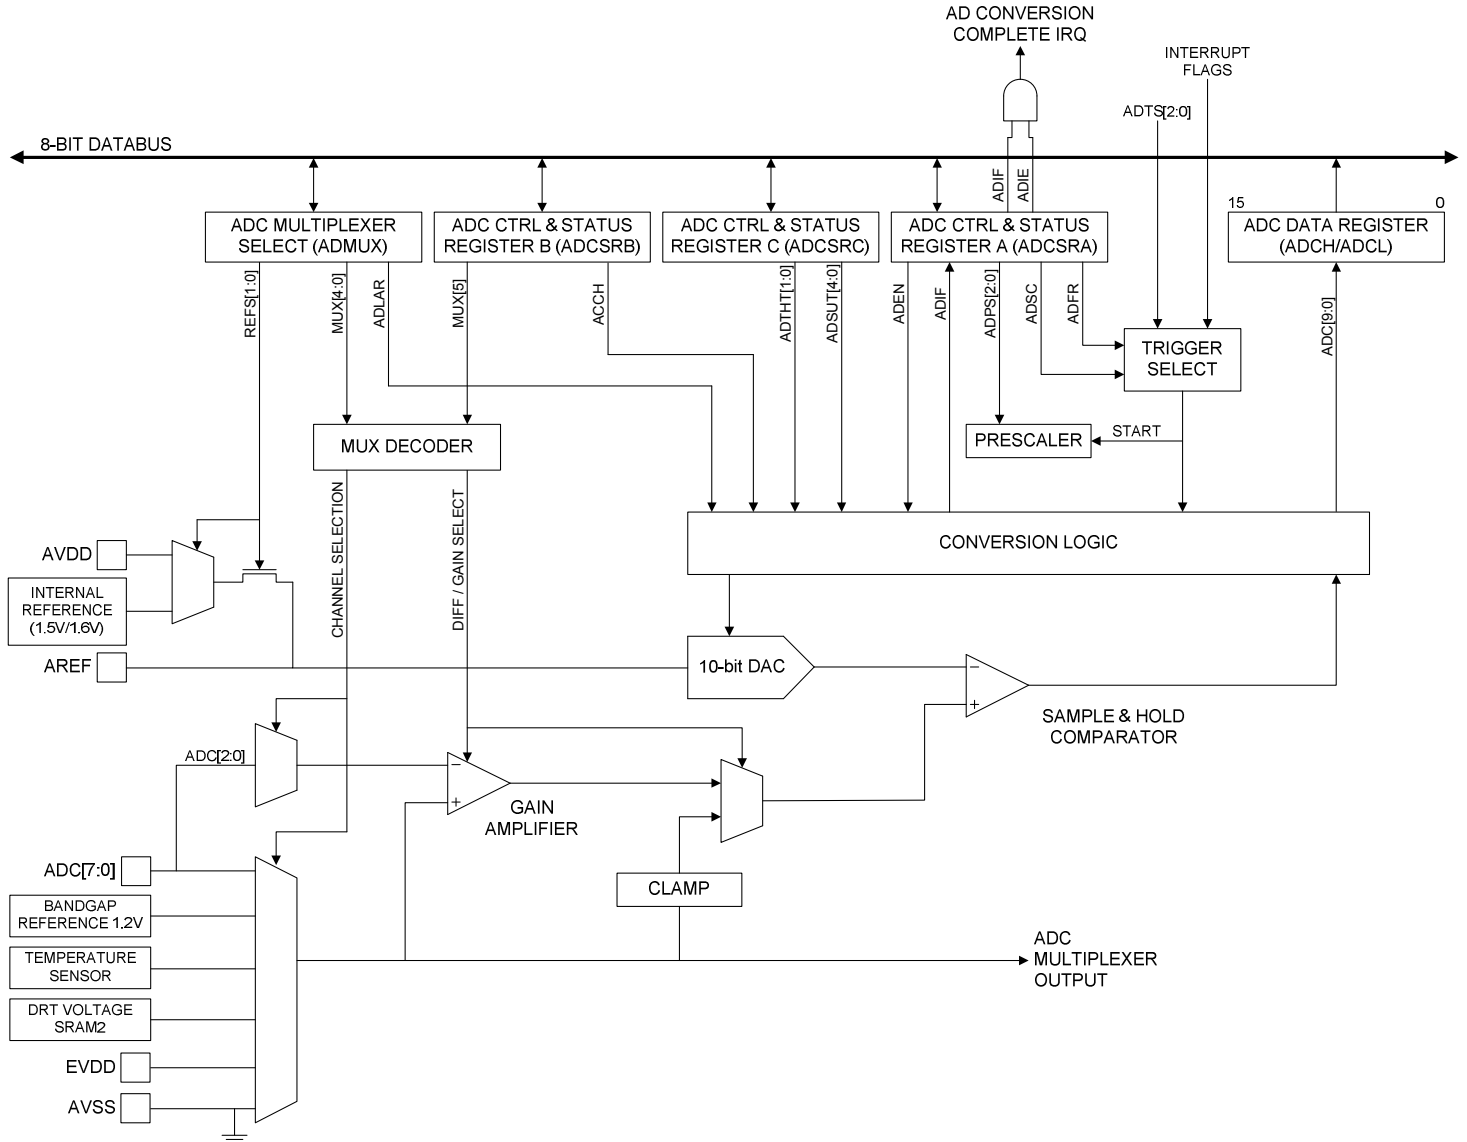 AD CONVERSION
COMPLETE IRQ
INTERRUPT
FLAGS
ADTS[2:0]
8-BIT DATABUS
ADIF
ADIE
15
0
ADC MULTIPLEXER
SELECT (ADMUX)
ADC CTRL & STATUS
REGISTER B (ADCSRB)
ADC CTRL & STATUS
REGISTER C (ADCSRC)
ADC CTRL & STATUS
REGISTER A (ADCSRA)
ADC DATA REGISTER
(ADCH/ADCL)
REFS[1:0]
MUX[4:0]
ADLAR
MUX[5]
ACCH
ADTHT[1:0]
ADSUT[4:0]
ADEN
ADIF
ADPS[2:0]
ADSC
ADFR
ADC[9:0]
TRIGGER
SELECT
MUX DECODER
PRESCALER
START
CHANNEL SELECTION
DIFF / GAIN SELECT
CONVERSION LOGIC
AVDD
INTERNAL
REFERENCE
(1.5V/1.6V)
AREF
10-bit DAC
−
+
SAMPLE & HOLD
COMPARATOR
ADC[2:0]
−
+
GAIN
AMPLIFIER
ADC[7:0]
CLAMP
BANDGAP
REFERENCE 1.2V
TEMPERATURE
SENSOR
ADC
MULTIPLEXER
OUTPUT
DRT VOLTAGE
SRAM2
EVDD
AVSS